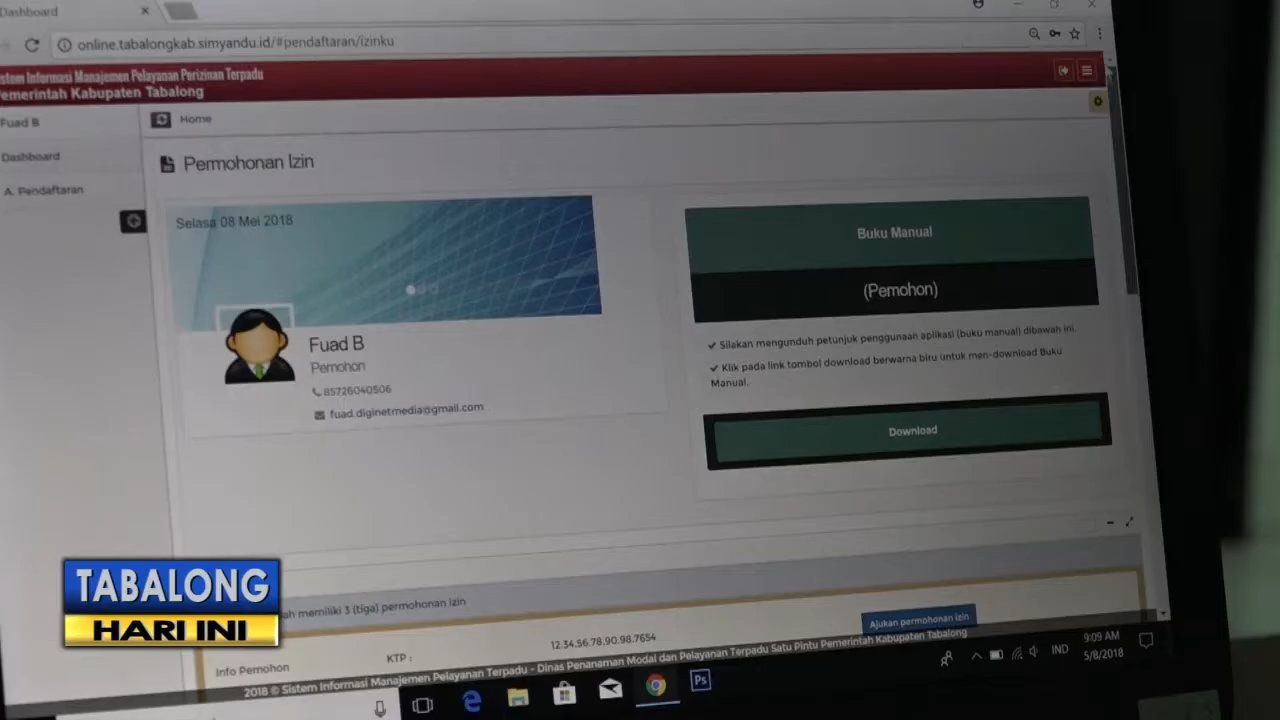 Dashboard
online.tabalongkab.simyandu.id/#pendaftaran/izinku
stem Informasi Manajemen Pelayanan Perizinan Terpadu
emerintah Kabupaten Tabalong
Fuad B
Home
Dashboard
Permohonan Izin
A. Pendaftaran
Selasa 08 Mei 2018
Buku Manual
(Pemohon)
Fuad B
Pemohon
85726040506
fuad.diginetmedia@gmail.com
Silakan mengunduh petunjuk penggunaan aplikasi (buku manual) dibawah ini.
Klik pada link tombol download berwarna biru untuk men-download Buku
Manual.
Download
TABALONG
HARI INI
ah memiliki 3 (tiga) permohonan izin
Ajukan permohonan izin
Info Pemohon
KTP :
12.34.56.78.90.98.7654
2018 © Sistem Informasi Manajemen Pelayanan Terpadu - Dinas Penanaman Modal dan Pelayanan Terpadu Satu Pintu Pemerintah Kabupaten Tabalong
Ps
IND
9:09 AM
5/8/2018